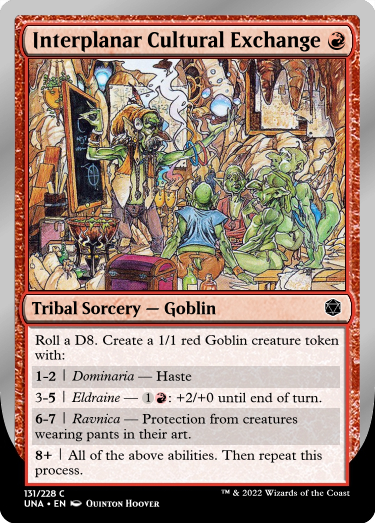 Interplanar Cultural Exchange
Tribal Sorcery — Goblin
Roll a D8. Create a 1/1 red Goblin creature token
with:
1-2 | Dominaria — Haste
3-5 | Eldraine — 1: +2/+0 until end of turn.
6-7 | Ravnica — Protection from creatures
wearing pants in their art.
8+ | All of the above abilities. Then repeat this
process.
131/228 C
™ & 2022 Wizards of the Coast
UNA • EN Quinton Hoover